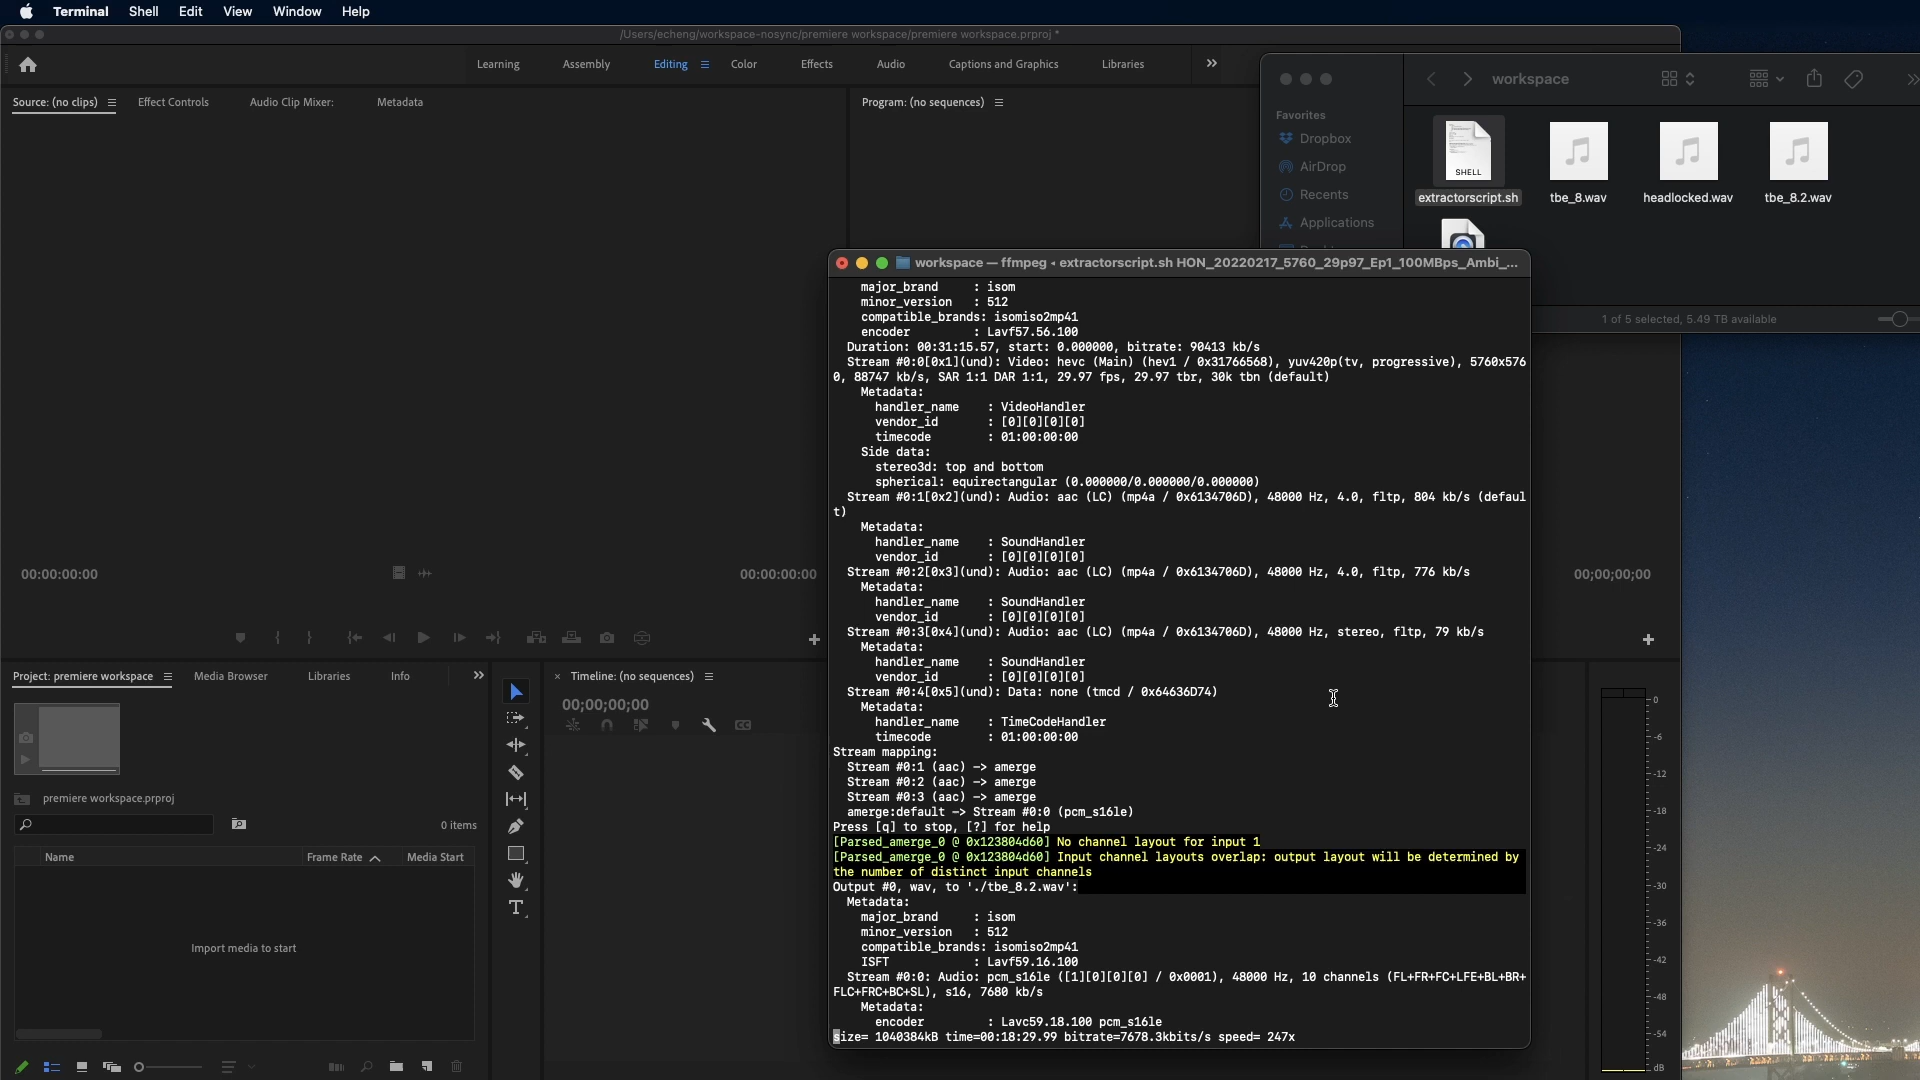 Terminal Shell Edit View Window Help
/Users/echeng/workspace-nosync/premiere workspace/premiere workspace.prproj *
Learning Assembly Editing Color Effects Audio Captions and Graphics Libraries
Source: (no clips) Effect Controls Audio Clip Mixer: Metadata
Program: (no sequences)
workspace
Favorites
Dropbox
AirDrop
Recents
Applications
SHELL
extractorscript.sh tbe_8.wav headlocked.wav tbe_8.2.wav
1 of 5 selected, 5.49 TB available
workspace — ffmpeg ◂ extractorscript.sh HON_20220217_5760_29p97_Ep1_100MBps_Ambi_...
major_brand : isom
minor_version : 512
compatible_brands: isomiso2mp41
encoder : Lavf57.56.100
Duration: 00:31:15.57, start: 0.000000, bitrate: 90413 kb/s
Stream #0:0[0x1](und): Video: hevc (Main) (hev1 / 0x31766568), yuv420p(tv, progressive), 5760x576
0, 88747 kb/s, SAR 1:1 DAR 1:1, 29.97 fps, 29.97 tbr, 30k tbn (default)
Metadata:
handler_name : VideoHandler
vendor_id : [0][0][0][0]
timecode : 01:00:00:00
Side data:
stereo3d: top and bottom
spherical: equirectangular (0.000000/0.000000/0.000000)
Stream #0:1[0x2](und): Audio: aac (LC) (mp4a / 0x6134706D), 48000 Hz, 4.0, fltp, 804 kb/s (defaul
t)
Metadata:
handler_name : SoundHandler
vendor_id : [0][0][0][0]
Stream #0:2[0x3](und): Audio: aac (LC) (mp4a / 0x6134706D), 48000 Hz, 4.0, fltp, 776 kb/s
Metadata:
handler_name : SoundHandler
vendor_id : [0][0][0][0]
Stream #0:3[0x4](und): Audio: aac (LC) (mp4a / 0x6134706D), 48000 Hz, stereo, fltp, 79 kb/s
Metadata:
handler_name : SoundHandler
vendor_id : [0][0][0][0]
Stream #0:4[0x5](und): Data: none (tmcd / 0x64636D74)
Metadata:
handler_name : TimeCodeHandler
timecode : 01:00:00:00
Stream mapping:
Stream #0:1 (aac) -> amerge
Stream #0:2 (aac) -> amerge
Stream #0:3 (aac) -> amerge
amerge:default -> Stream #0:0 (pcm_s16le)
Press [q] to stop, [?] for help
[Parsed_amerge_0 @ 0x123804d60] No channel layout for input 1
[Parsed_amerge_0 @ 0x123804d60] Input channel layouts overlap: output layout will be determined by
the number of distinct input channels
Output #0, wav, to './tbe_8.2.wav':
Metadata:
major_brand : isom
minor_version : 512
compatible_brands: isomiso2mp41
ISFT : Lavf59.16.100
Stream #0:0: Audio: pcm_s16le ([1][0][0][0] / 0x0001), 48000 Hz, 10 channels (FL+FR+FC+LFE+BL+BR+
FLC+FRC+BC+SL), s16, 7680 kb/s
Metadata:
encoder : Lavc59.18.100 pcm_s16le
size= 1040384kB time=00:18:29.99 bitrate=7678.3kbits/s speed= 247x
00:00:00:00 00:00:00:00 00;00;00;00
Project: premiere workspace Media Browser Libraries Info
premiere workspace.prproj
0 items
Name Frame Rate Media Start
Import media to start
× Timeline: (no sequences)
00;00;00;00
CC
0
-6
-12
-18
-24
-30
-36
-42
-48
-54
dB